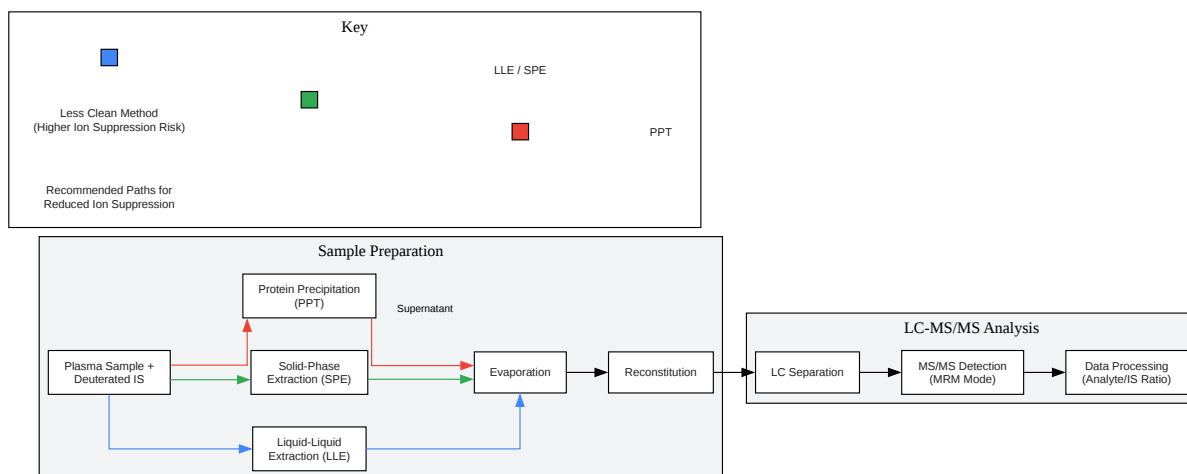 Key
LLE / SPE
Less Clean Method
(Higher Ion Suppression Risk)
PPT
Recommended Paths for
Reduced Ion Suppression
Sample Preparation
Protein Precipitation
(PPT)
Supernatant
Plasma Sample +
Deuterated IS
Solid-Phase
Extraction (SPE)
Evaporation
Reconstitution
Liquid-Liquid
Extraction (LLE)
LC-MS/MS Analysis
LC Separation
MS/MS Detection
(MRM Mode)
Data Processing
(Analyte/IS Ratio)